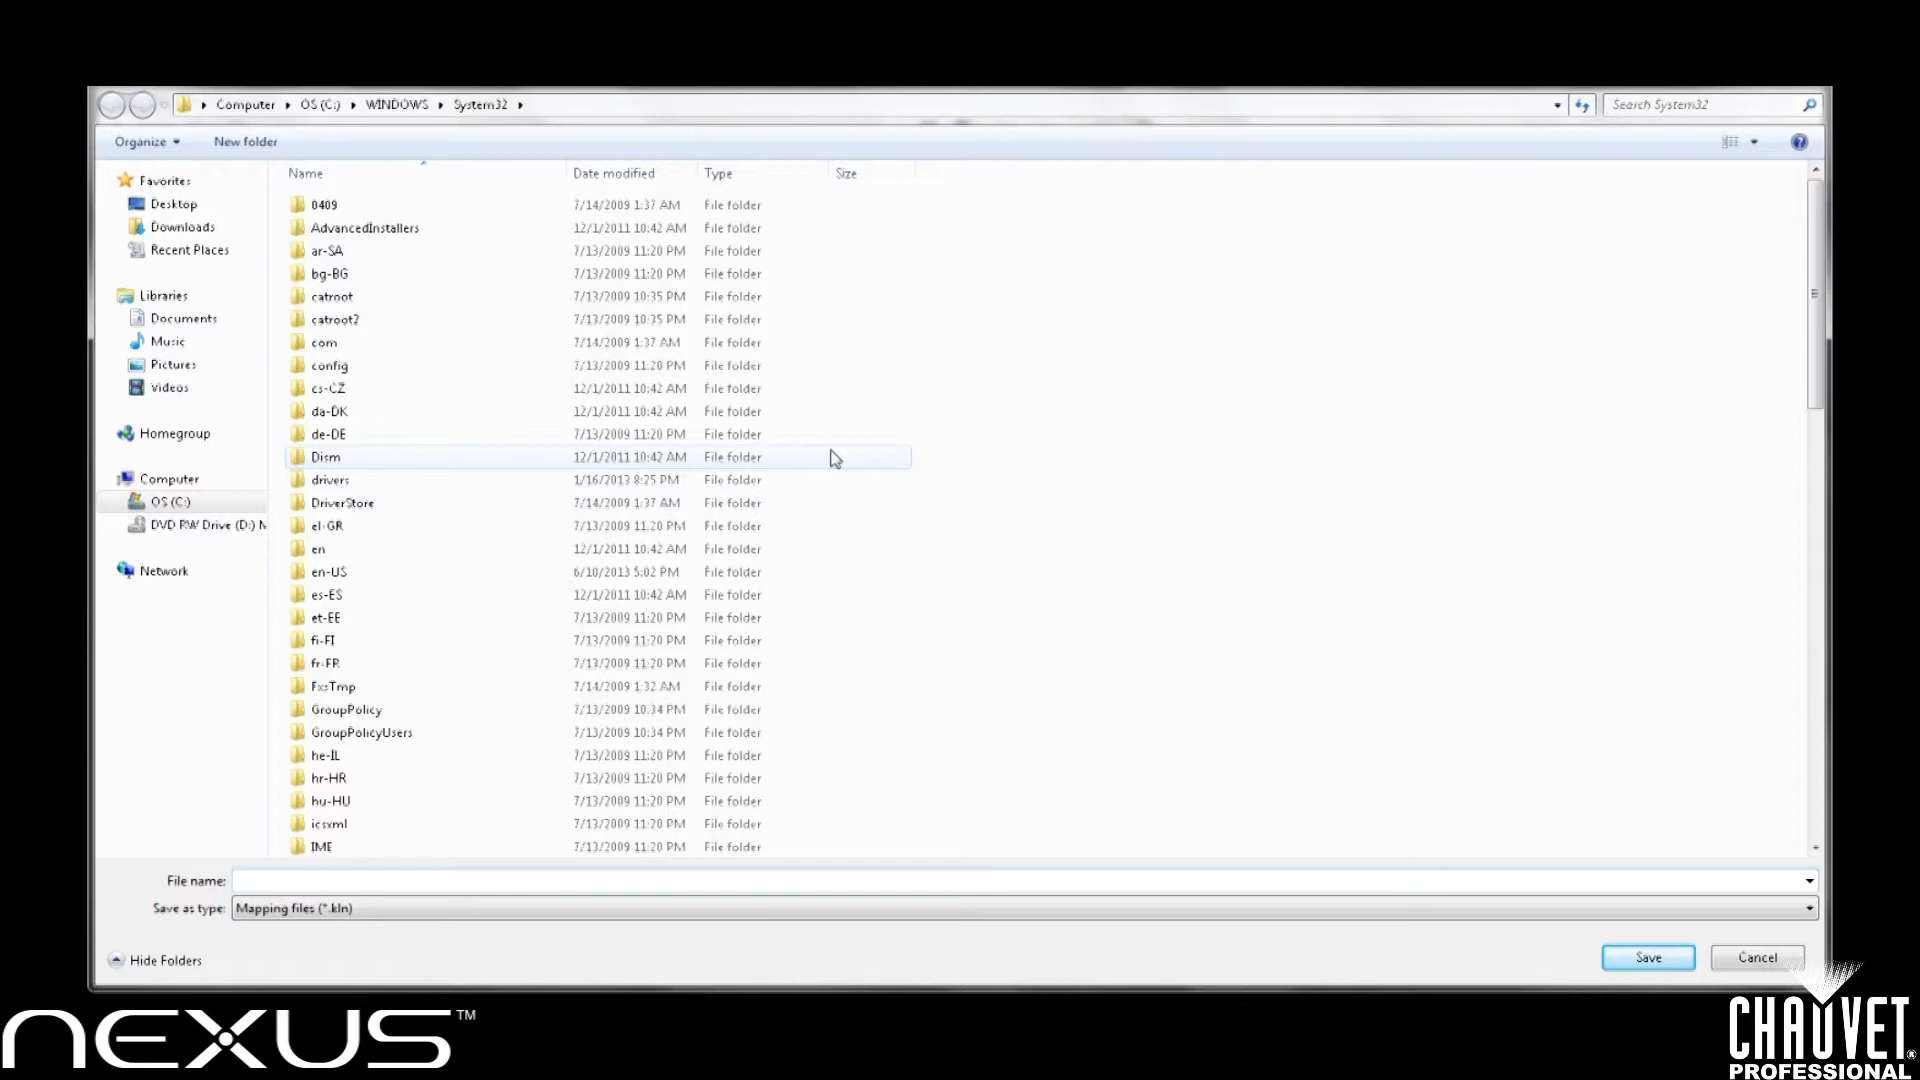 Computer OS (C:) WINDOWS System32
Search System32
Organize New folder
Name Date modified Type Size
Favorites
Desktop
Downloads
Recent Places
Libraries
Documents
Music
Pictures
Videos
Homegroup
Computer
OS (C:)
DVD RW Drive (D:) M
Network
0409 7/14/2009 1:37 AM File folder
AdvancedInstallers 12/1/2011 10:42 AM File folder
ar-SA 7/13/2009 11:20 PM File folder
bg-BG 7/13/2009 11:20 PM File folder
catroot 7/13/2009 10:35 PM File folder
catroot2 7/13/2009 10:35 PM File folder
com 7/14/2009 1:37 AM File folder
config 7/13/2009 11:20 PM File folder
cs-CZ 12/1/2011 10:42 AM File folder
da-DK 12/1/2011 10:42 AM File folder
de-DE 7/13/2009 11:20 PM File folder
Dism 12/1/2011 10:42 AM File folder
drivers 1/16/2013 8:25 PM File folder
DriverStore 7/14/2009 1:37 AM File folder
el-GR 7/13/2009 11:20 PM File folder
en 12/1/2011 10:42 AM File folder
en-US 6/10/2013 5:02 PM File folder
es-ES 12/1/2011 10:42 AM File folder
et-EE 7/13/2009 11:20 PM File folder
fi-FI 7/13/2009 11:20 PM File folder
fr-FR 7/13/2009 11:20 PM File folder
FxsTmp 7/14/2009 1:32 AM File folder
GroupPolicy 7/13/2009 10:34 PM File folder
GroupPolicyUsers 7/13/2009 10:34 PM File folder
he-IL 7/13/2009 11:20 PM File folder
hr-HR 7/13/2009 11:20 PM File folder
hu-HU 7/13/2009 11:20 PM File folder
icsxml 7/13/2009 11:20 PM File folder
IME 7/13/2009 11:20 PM File folder
File name:
Save as type: Mapping files (*.kln)
Hide Folders
Save Cancel
NEXUS™
CHAUVET®
PROFESSIONAL